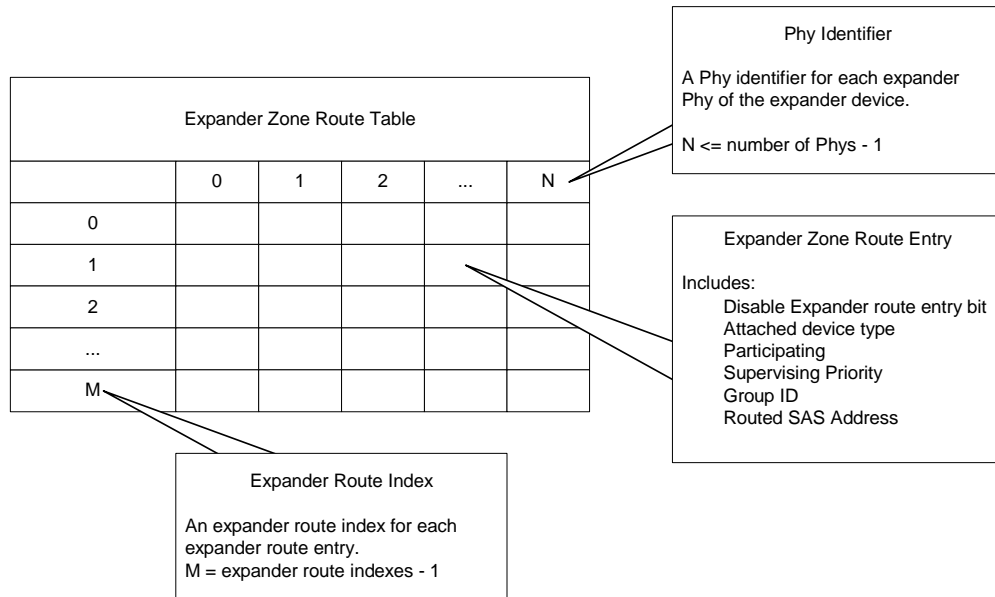 Phy Identifier
A Phy identifier for each expander
Phy of the expander device.
N <= number of Phys - 1
Expander Zone Route Table
0 1 2 ... N
0
1
2
...
M
Expander Zone Route Entry
Includes:
Disable Expander route entry bit
Attached device type
Participating
Supervising Priority
Group ID
Routed SAS Address
Expander Route Index
An expander route index for each
expander route entry.
M = expander route indexes - 1